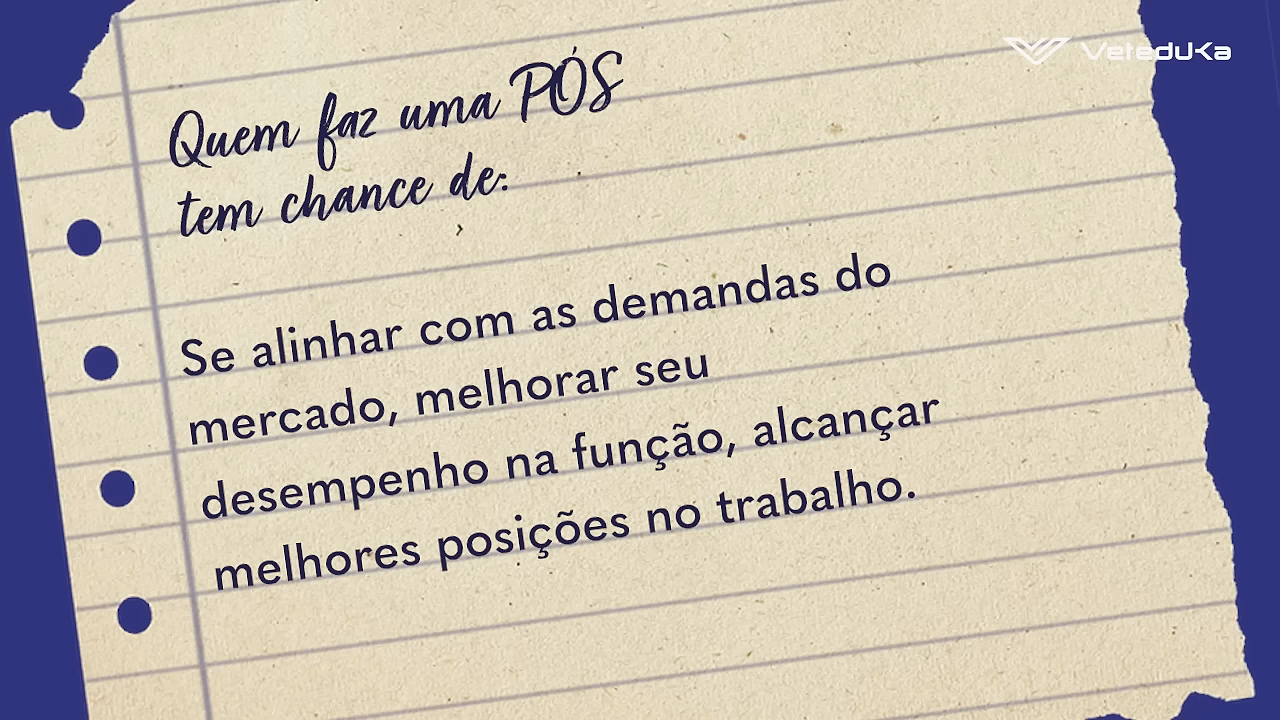 VeteduKa
Quem faz uma PÓS
tem chance de:
Se alinhar com as demandas do
mercado, melhorar seu
desempenho na função, alcançar
melhores posições no trabalho.